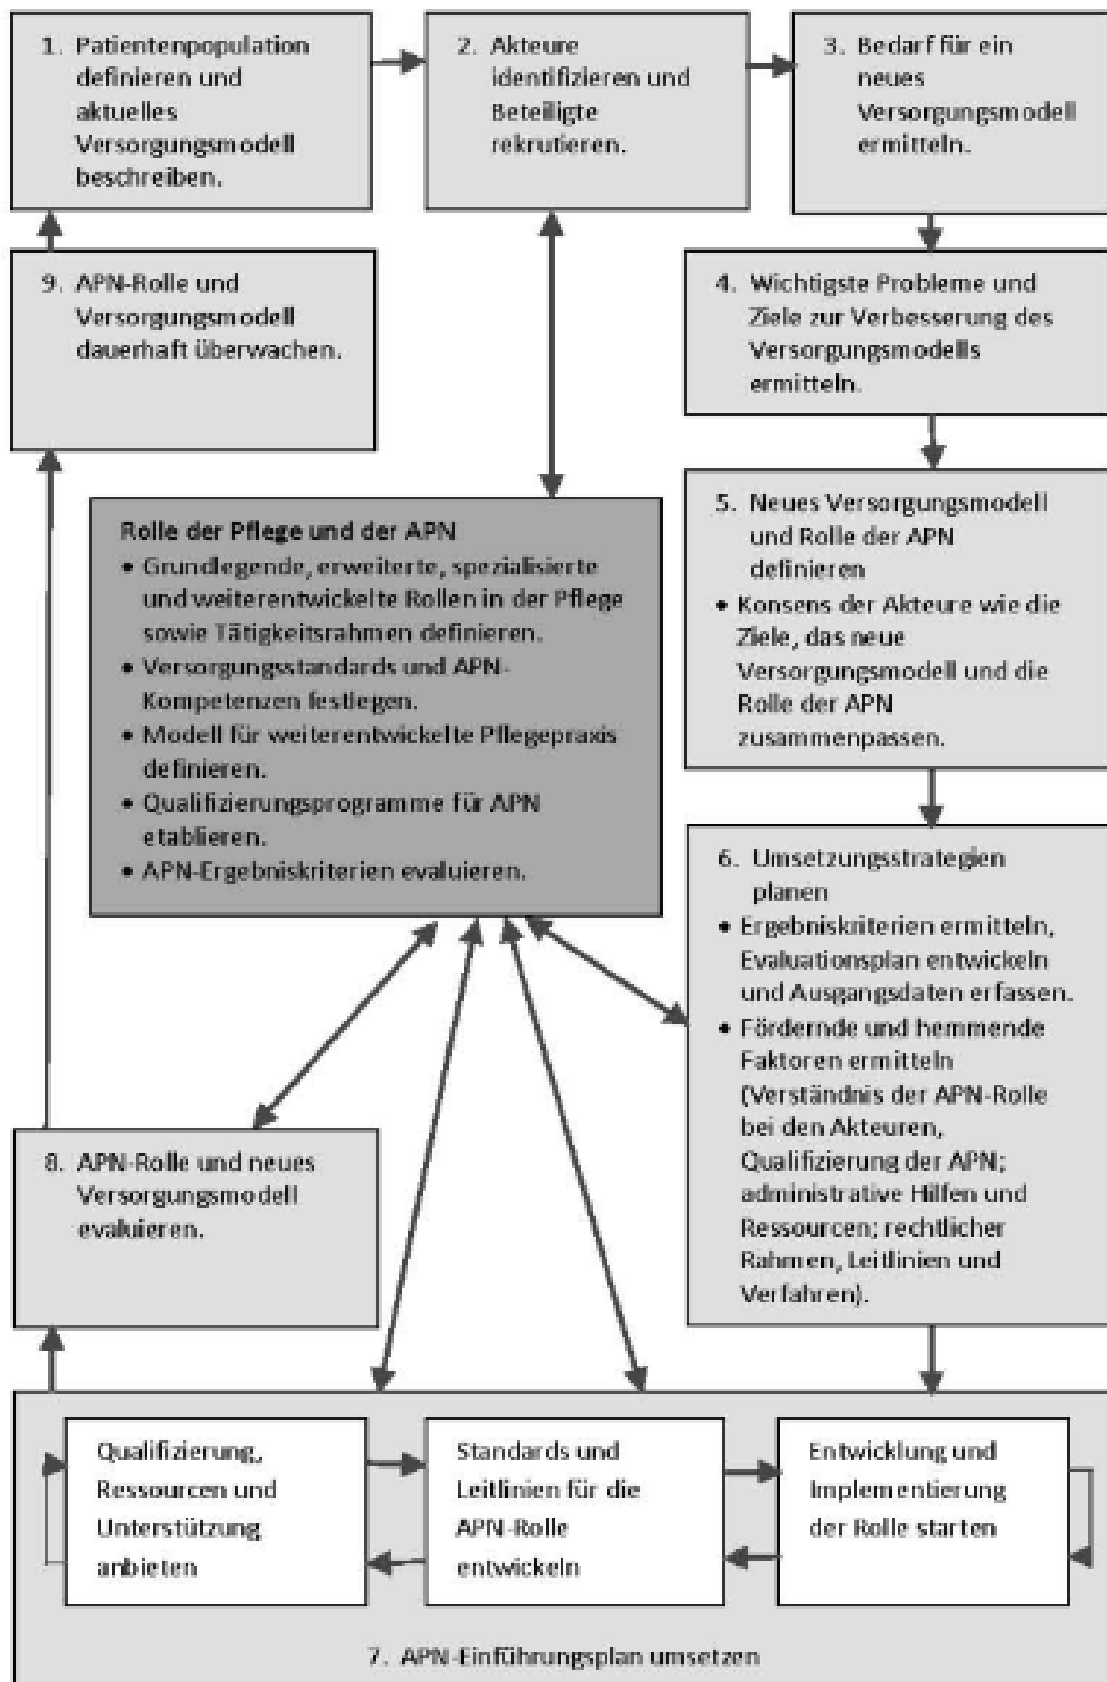 1. Patientenpopulation
definieren und
aktuelles
Versorgungsmodell
beschreiben.
2. Akteure
identifizieren und
Beteiligte
rekrutieren.
3. Bedarf für ein
neues
Versorgungsmodell
ermitteln.
4. Wichtigste Probleme und
Ziele zur Verbesserung des
Versorgungsmodells
ermitteln.
5. Neues Versorgungsmodell
und Rolle der APN
definieren
• Konsens der Akteure wie die
Ziele, das neue
Versorgungsmodell und die
Rolle der APN
zusammenpassen.
6. Umsetzungsstrategien
planen
• Ergebniskriterien ermitteln,
Evaluationsplan entwickeln
und Ausgangsdaten erfassen.
• Fördernde und hemmende
Faktoren ermitteln
(Verständnis der APN-Rolle
bei den Akteuren,
Qualifizierung der APN;
administrative Hilfen und
Ressourcen; rechtlicher
Rahmen, Leitlinien und
Verfahren).
Qualifizierung,
Ressourcen und
Unterstützung
anbieten
Standards und
Leitlinien für die
APN-Rolle
entwickeln
Entwicklung und
Implementierung
der Rolle starten
7. APN-Einführungsplan umsetzen
8. APN-Rolle und neues
Versorgungsmodell
evaluieren.
9. APN-Rolle und
Versorgungsmodell
dauerhaft überwachen.
Rolle der Pflege und der APN
• Grundlegende, erweiterte, spezialisierte
und weiterentwickelte Rollen in der Pflege
sowie Tätigkeitsrahmen definieren.
• Versorgungsstandards und APN-
Kompetenzen festlegen.
• Modell für weiterentwickelte Pflegepraxis
definieren.
• Qualifizierungsprogramme für APN
etablieren.
• APN-Ergebniskriterien evaluieren.